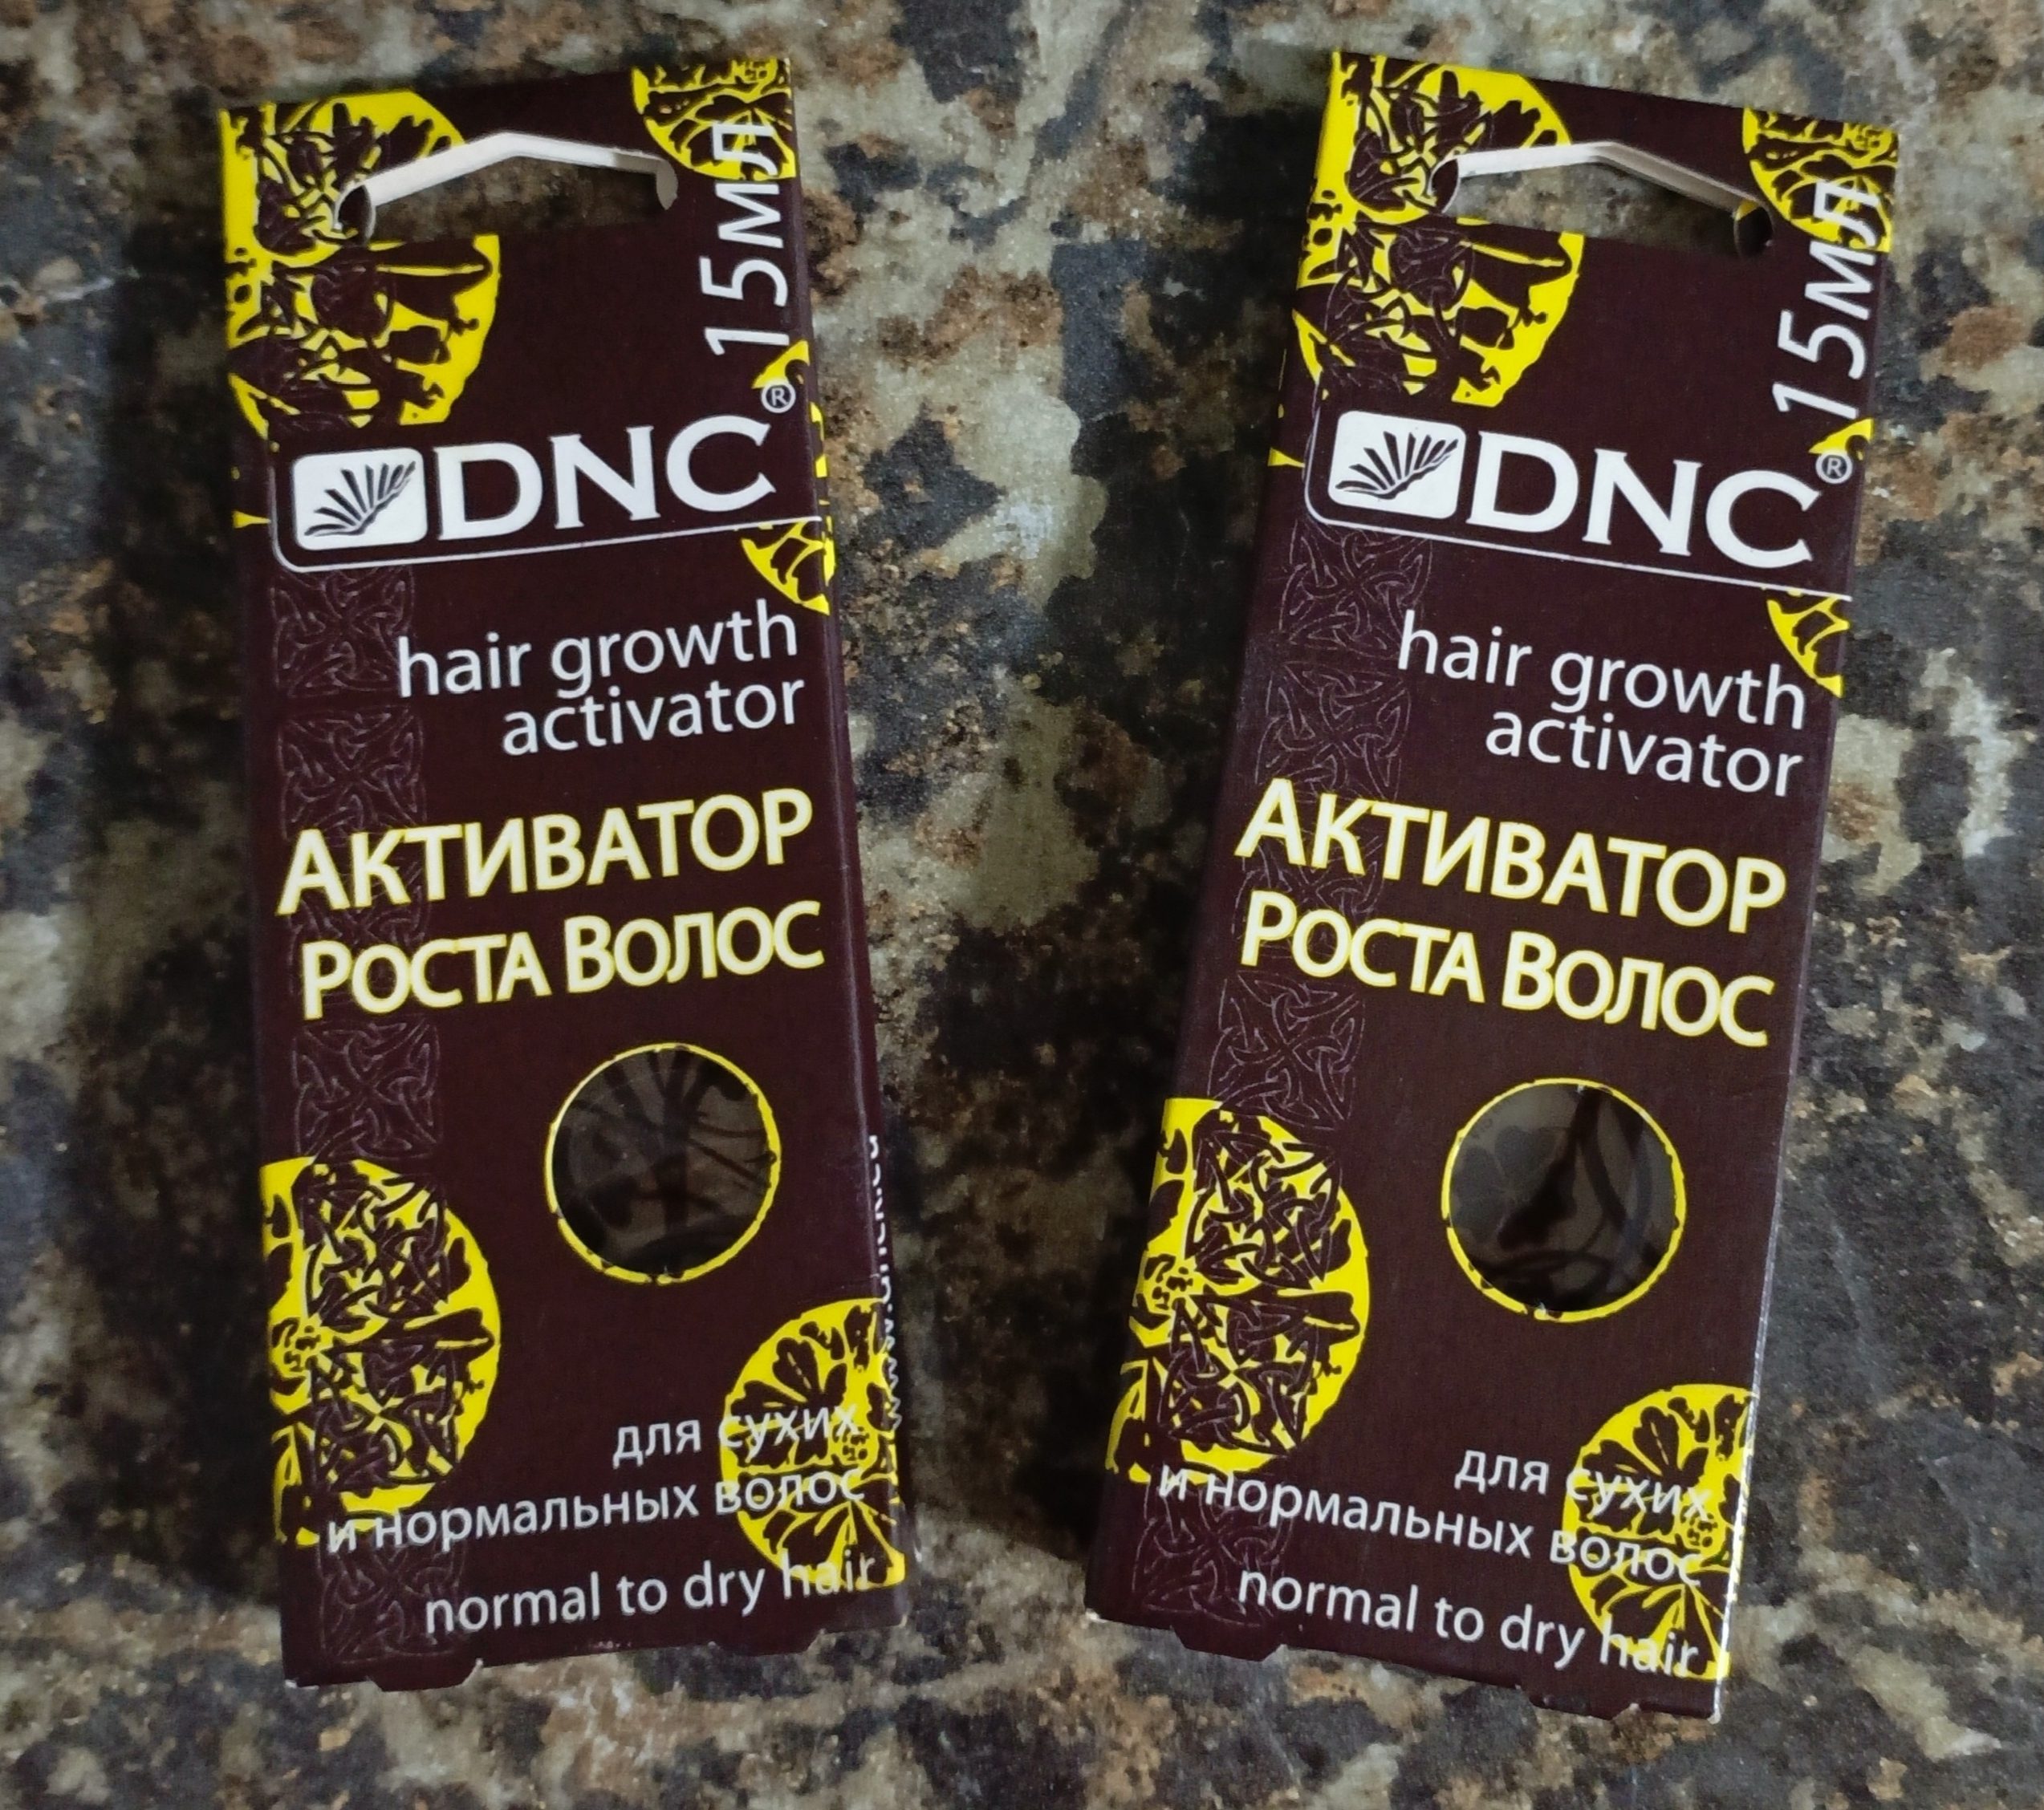 15мл
DNC®
hair growth
activator
АКТИВАТОР
РОСТА ВОЛОС
для сухих
и нормальных волос
normal to dry hair
15мл
DNC®
hair growth
activator
АКТИВАТОР
РОСТА ВОЛОС
для сухих
и нормальных волос
normal to dry hair